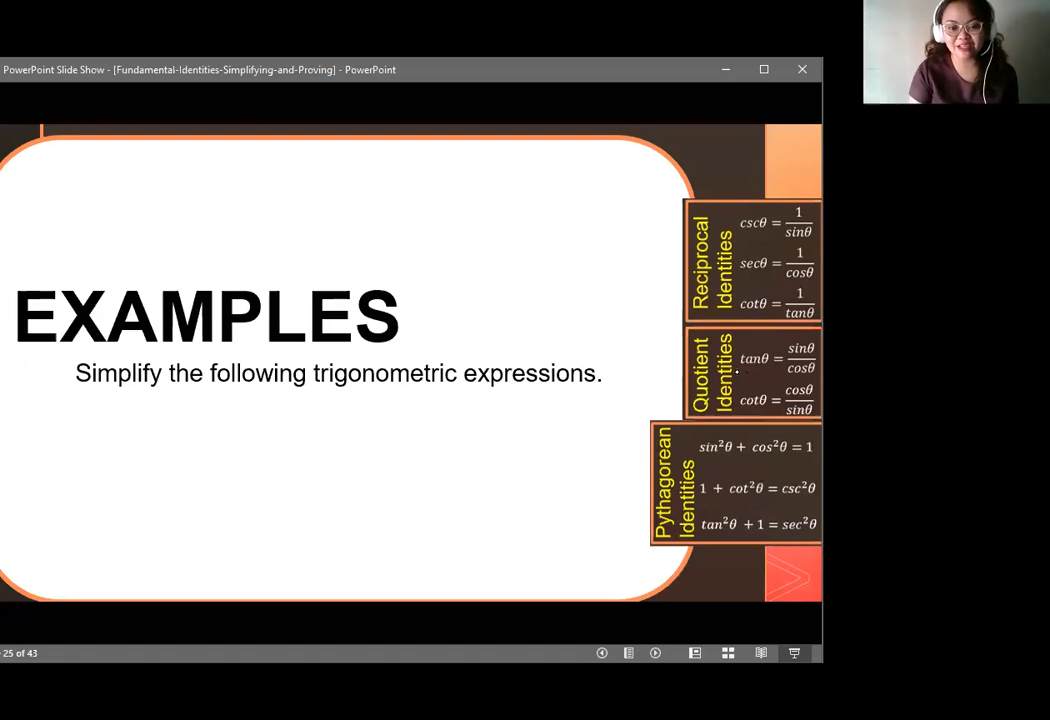 PowerPoint Slide Show - [Fundamental-Identities-Simplifying-and-Proving] - PowerPoint
EXAMPLES
Simplify the following trigonometric expressions.
Reciprocal
Identities
cscθ = 1/sinθ
secθ = 1/cosθ
cotθ = 1/tanθ
Quotient
Identities
tanθ = sinθ/cosθ
cotθ = cosθ/sinθ
Pythagorean
Identities
sin²θ + cos²θ = 1
1 + cot²θ = csc²θ
tan²θ + 1 = sec²θ
25 of 43